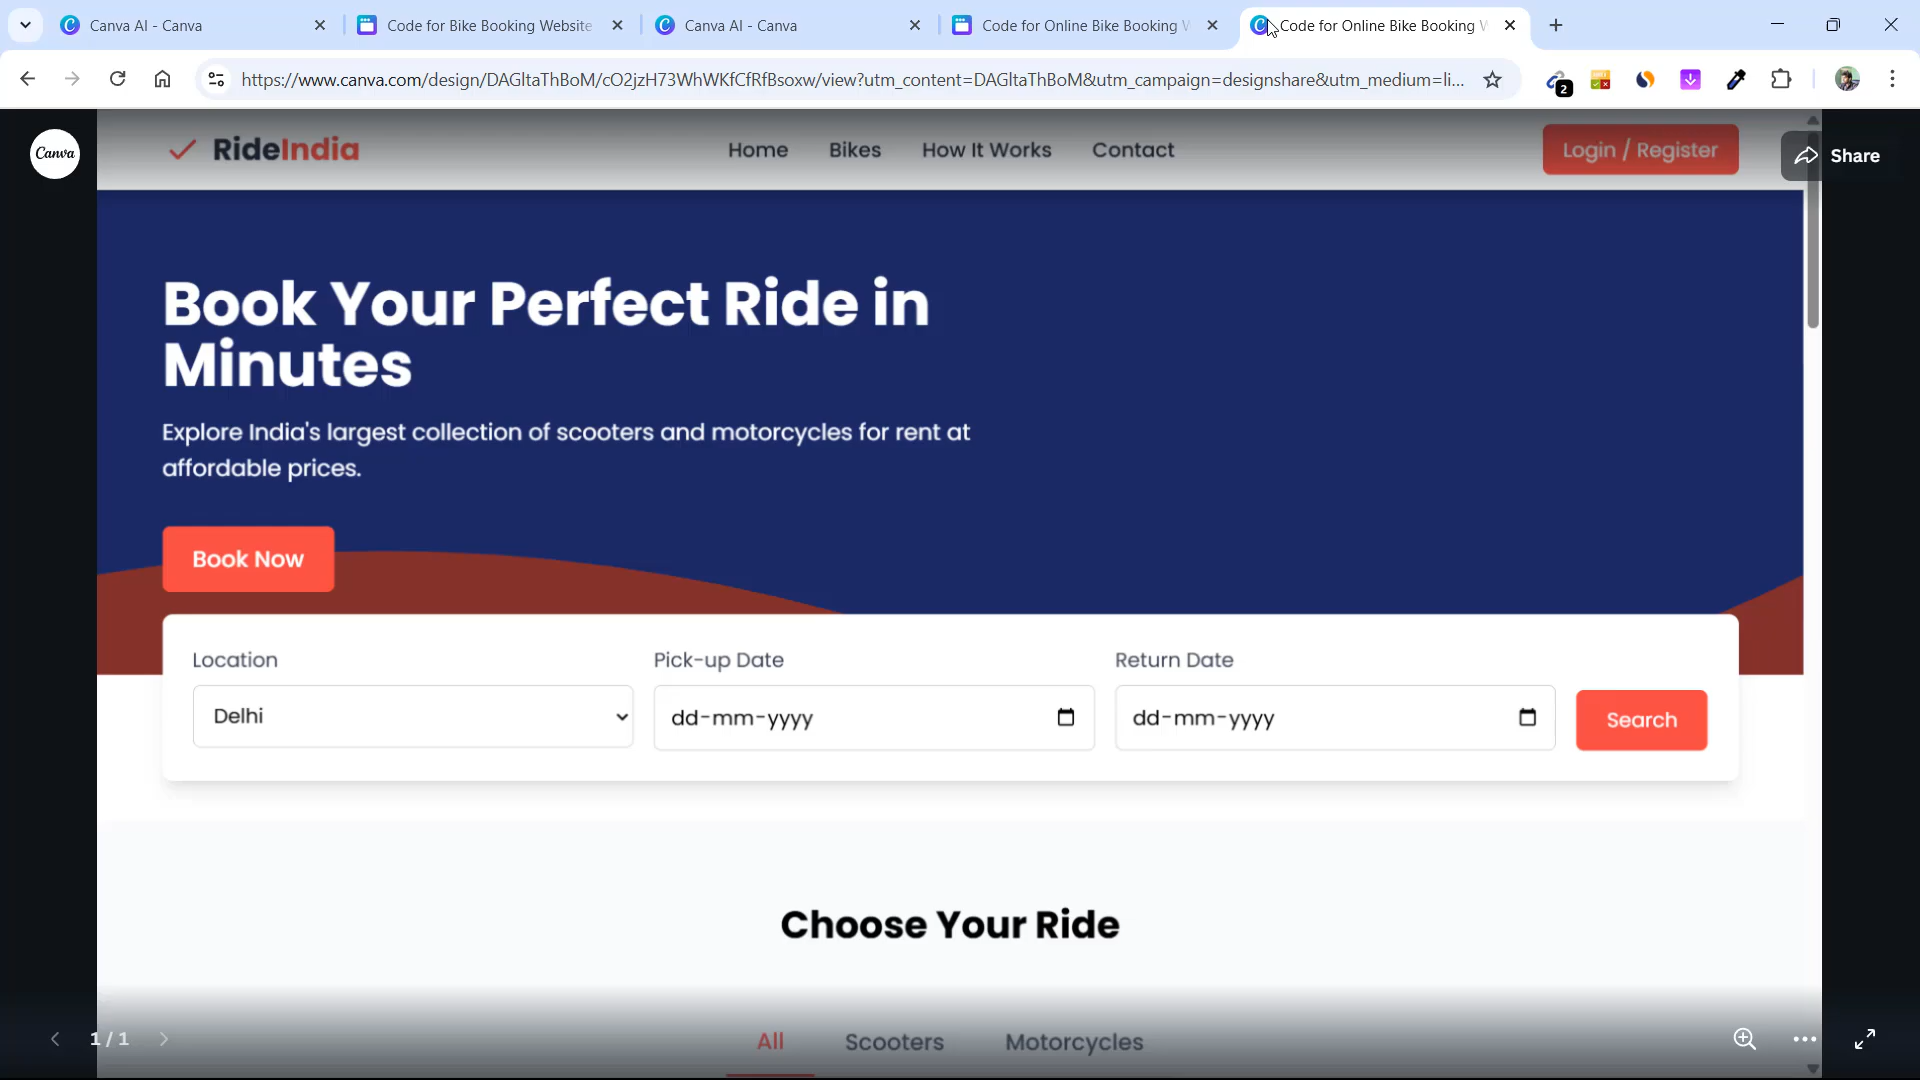 Canva AI - Canva
Code for Bike Booking Website
Canva AI - Canva
Code for Online Bike Booking W
Code for Online Bike Booking W
https://www.canva.com/design/DAGltaThBoM/cO2jzH73WhWKfCfRfBsoxw/view?utm_content=DAGltaThBoM&utm_campaign=designshare&utm_medium=li...
2
Canva
RideIndia
Home
Bikes
How It Works
Contact
Login / Register
Share
Book Your Perfect Ride in
Minutes
Explore India's largest collection of scooters and motorcycles for rent at
affordable prices.
Book Now
Location
Pick-up Date
Return Date
Delhi
dd-mm-yyyy
dd-mm-yyyy
Search
Choose Your Ride
All
Scooters
Motorcycles
1 / 1